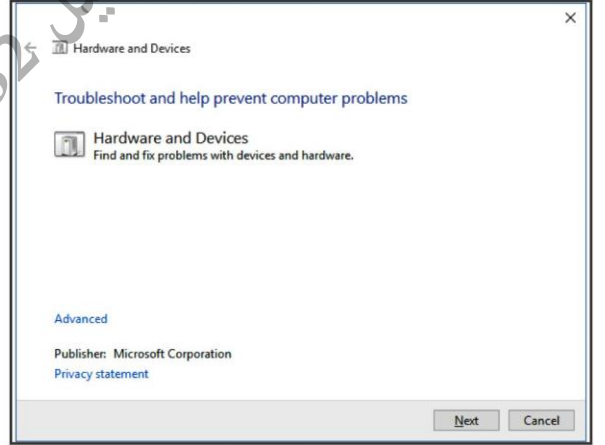 Hardware and Devices
Troubleshoot and help prevent computer problems
Hardware and Devices
Find and fix problems with devices and hardware.
Advanced
Publisher: Microsoft Corporation
Privacy statement
Next
Cancel